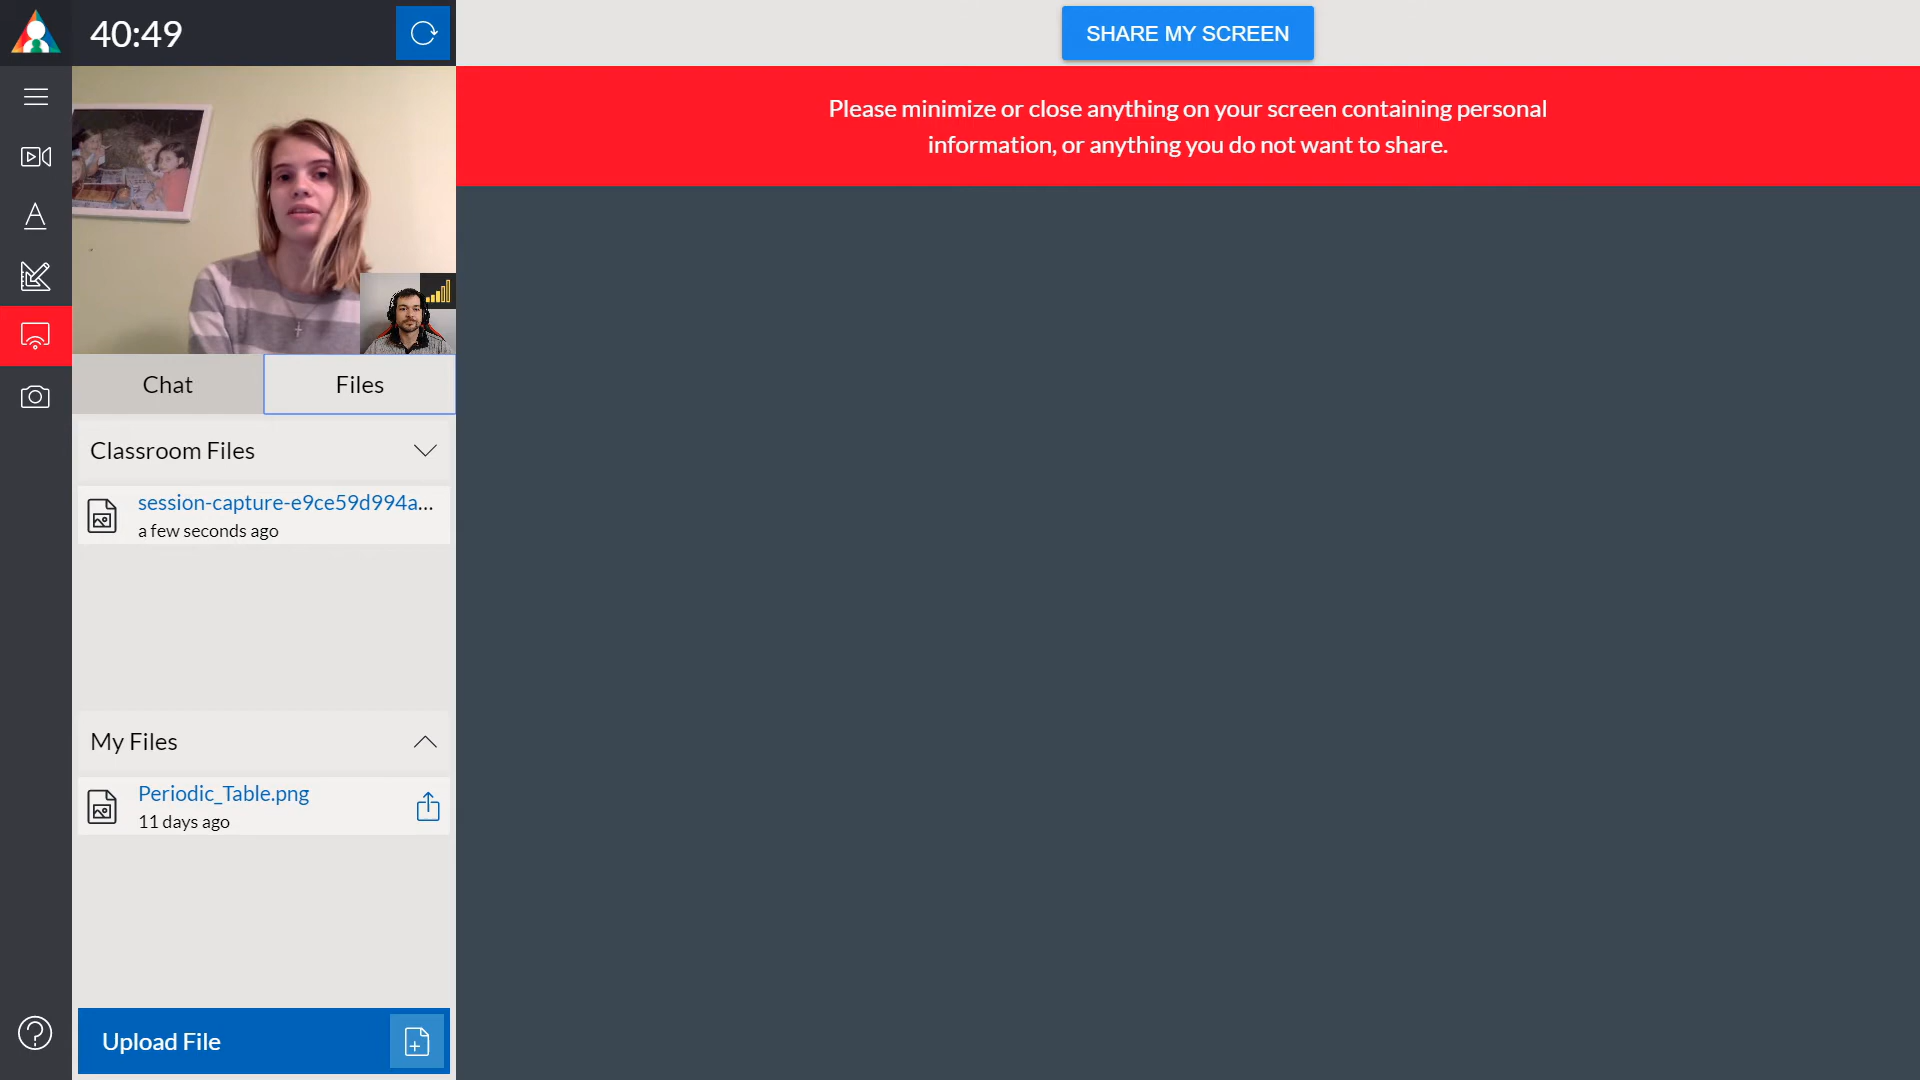 40:49
SHARE MY SCREEN
Please minimize or close anything on your screen containing personal
information, or anything you do not want to share.
Chat
Files
Classroom Files
session-capture-e9ce59d994a...
a few seconds ago
My Files
Periodic_Table.png
11 days ago
Upload File